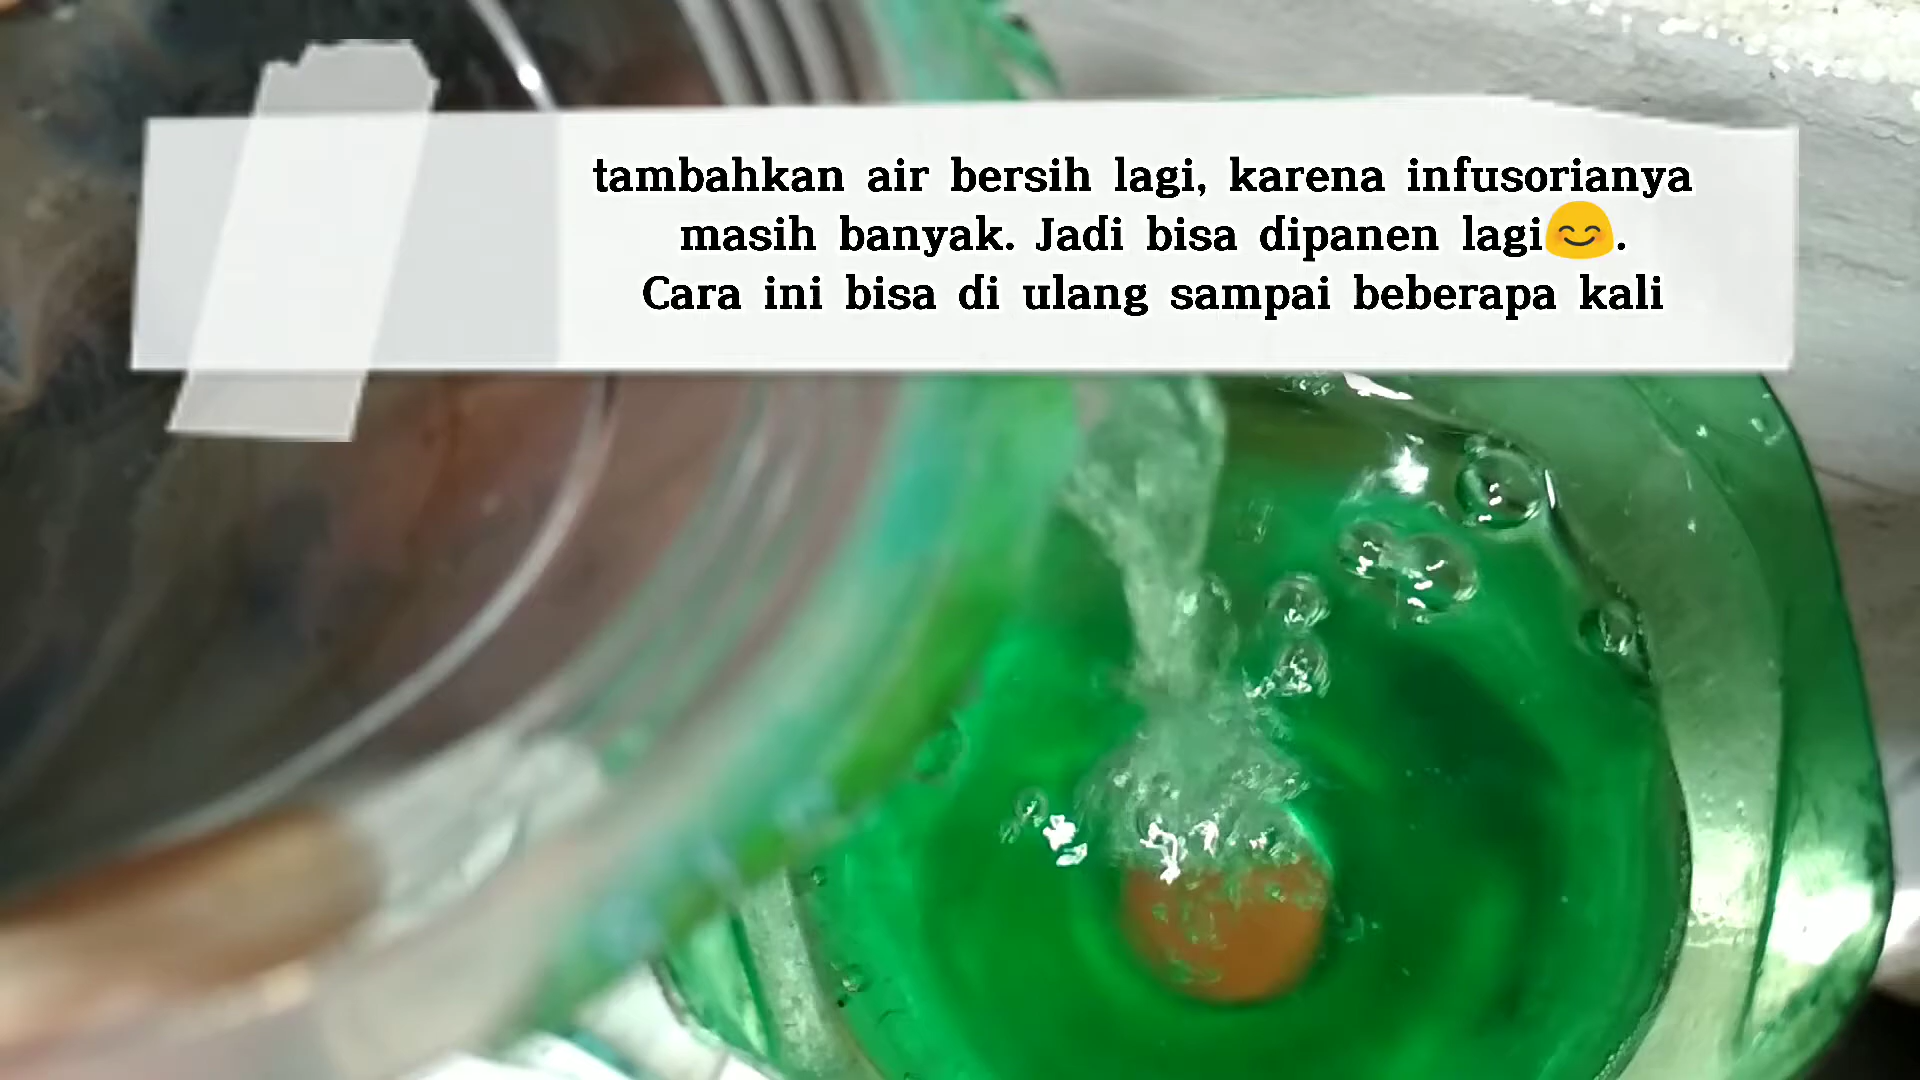 tambahkan air bersih lagi, karena infusorianya
masih banyak. Jadi bisa dipanen lagi😊.
Cara ini bisa di ulang sampai beberapa kali